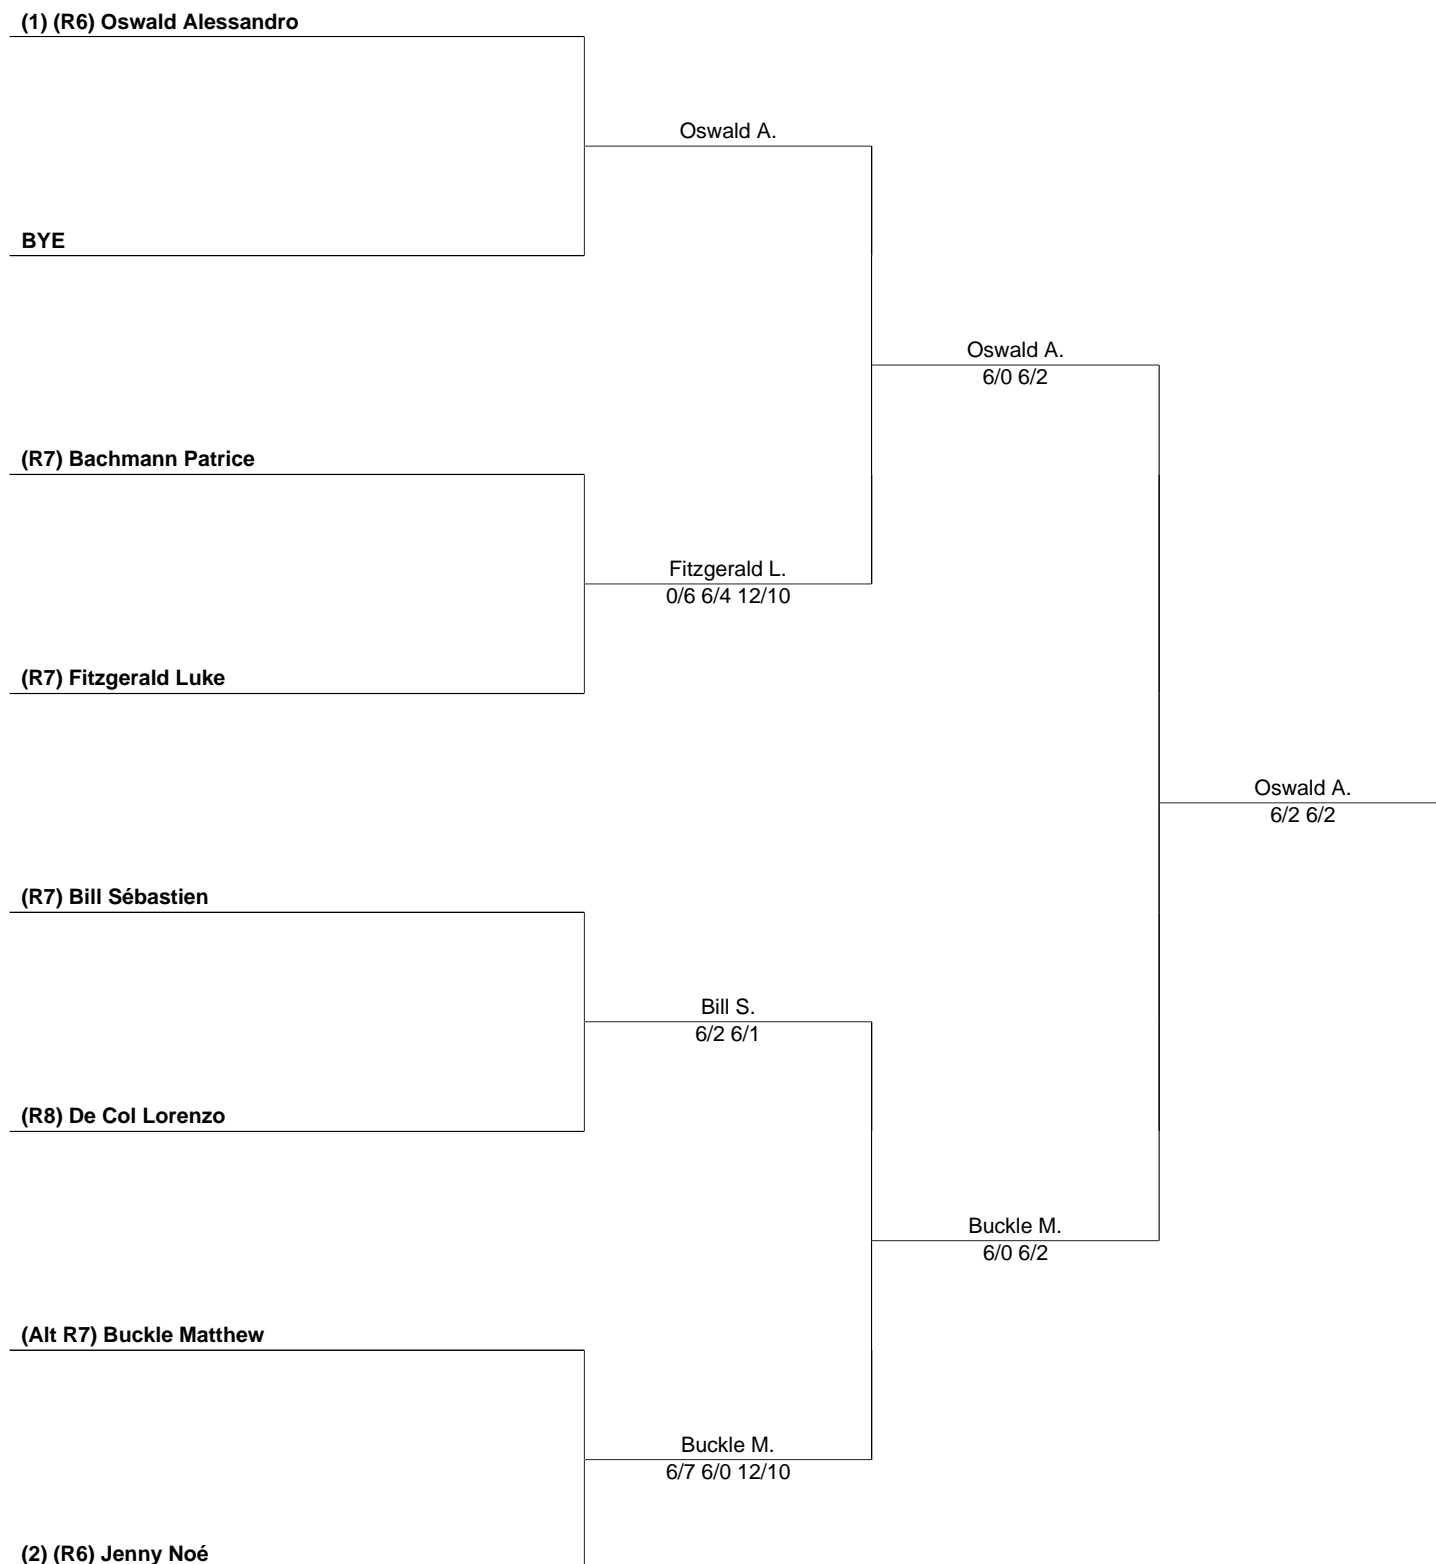 (1) (R6) Oswald Alessandro
Oswald A.
BYE
Oswald A.
6/0 6/2
(R7) Bachmann Patrice
Fitzgerald L.
0/6 6/4 12/10
(R7) Fitzgerald Luke
Oswald A.
6/2 6/2
(R7) Bill Sébastien
Bill S.
6/2 6/1
(R8) De Col Lorenzo
Buckle M.
6/0 6/2
(Alt R7) Buckle Matthew
Buckle M.
6/7 6/0 12/10
(2) (R6) Jenny Noé